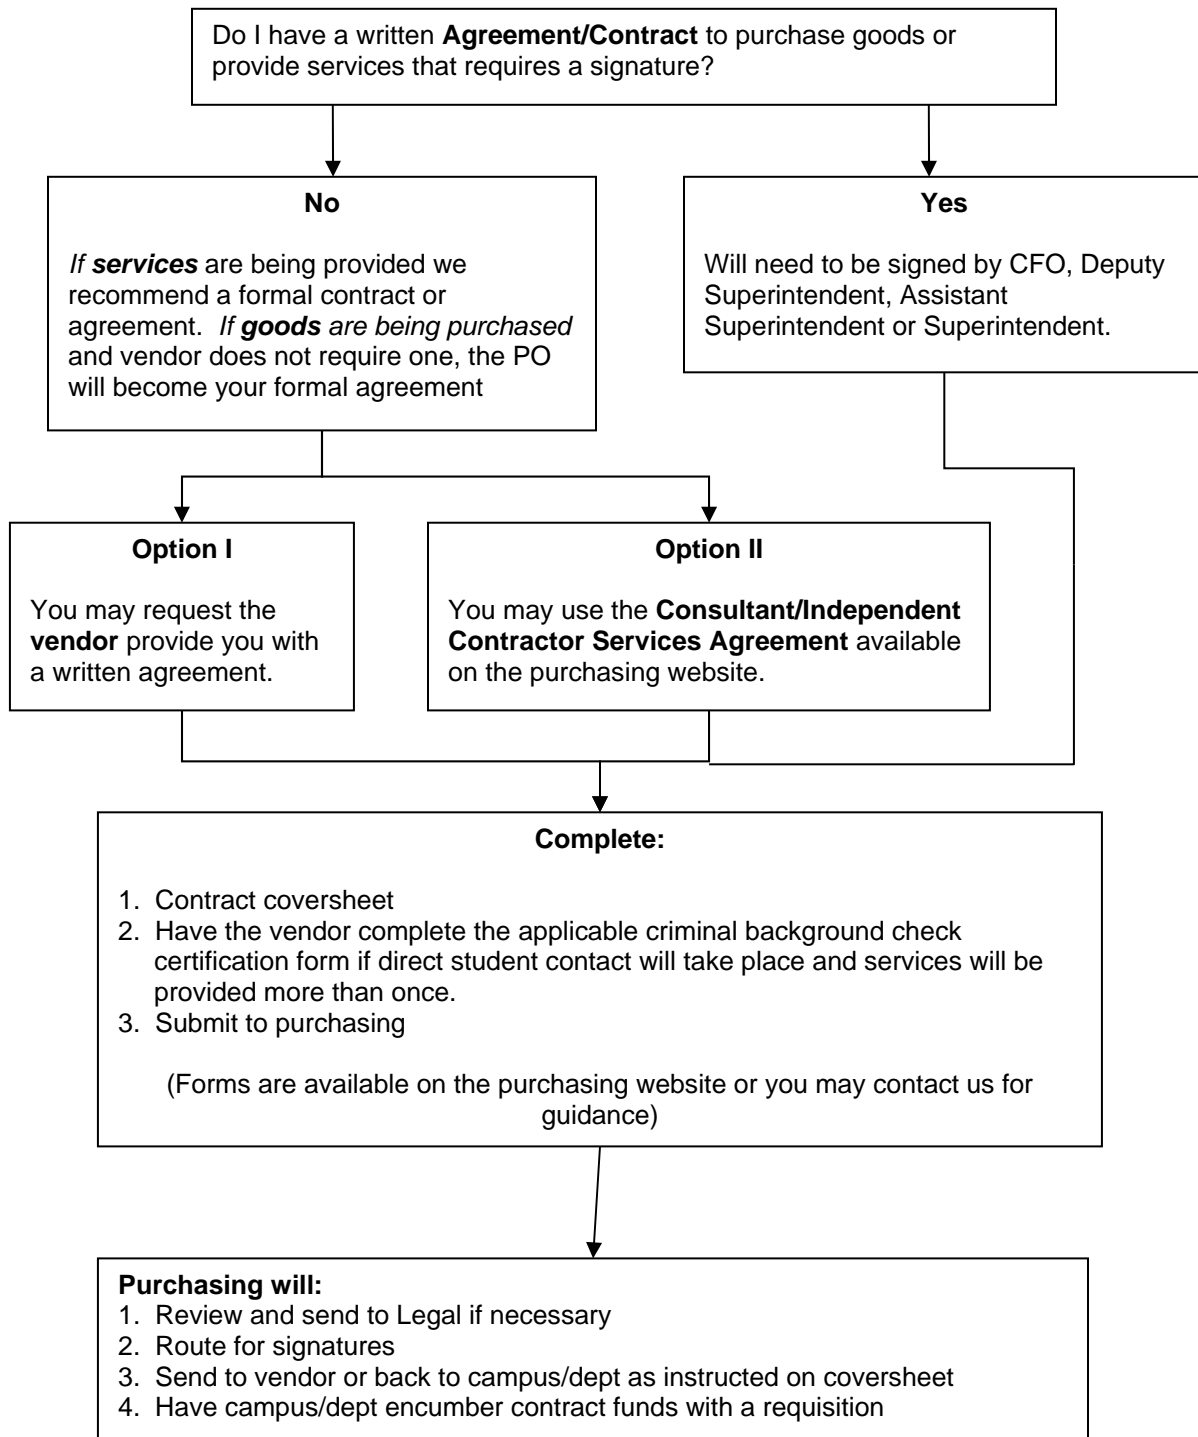 Do I have a written Agreement/Contract to purchase goods or
provide services that requires a signature?
No
If services are being provided we
recommend a formal contract or
agreement. If goods are being purchased
and vendor does not require one, the PO
will become your formal agreement
Yes
Will need to be signed by CFO, Deputy
Superintendent, Assistant
Superintendent or Superintendent.
Option I
You may request the
vendor provide you with
a written agreement.
Option II
You may use the Consultant/Independent
Contractor Services Agreement available
on the purchasing website.
Complete:
1. Contract coversheet
2. Have the vendor complete the applicable criminal background check
certification form if direct student contact will take place and services will be
provided more than once.
3. Submit to purchasing
(Forms are available on the purchasing website or you may contact us for
guidance)
Purchasing will:
1. Review and send to Legal if necessary
2. Route for signatures
3. Send to vendor or back to campus/dept as instructed on coversheet
4. Have campus/dept encumber contract funds with a requisition